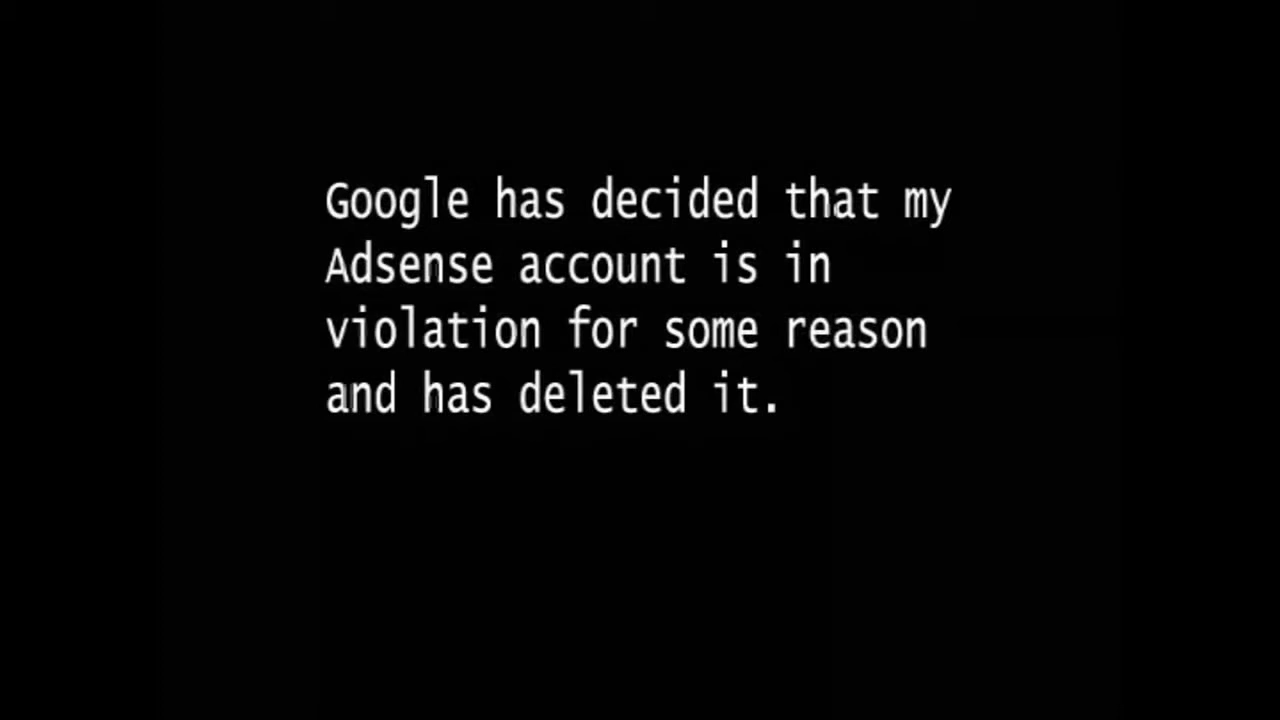 Google has decided that my
Adsense account is in
violation for some reason
and has deleted it.